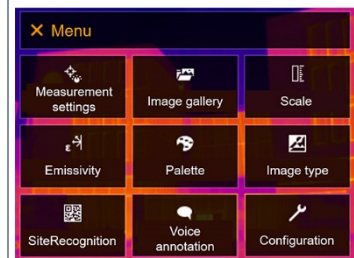 × Menu
Measurement
settings
Image gallery
Scale
ε
Emissivity
Palette
Image type
SiteRecognition
Voice
annotation
Configuration